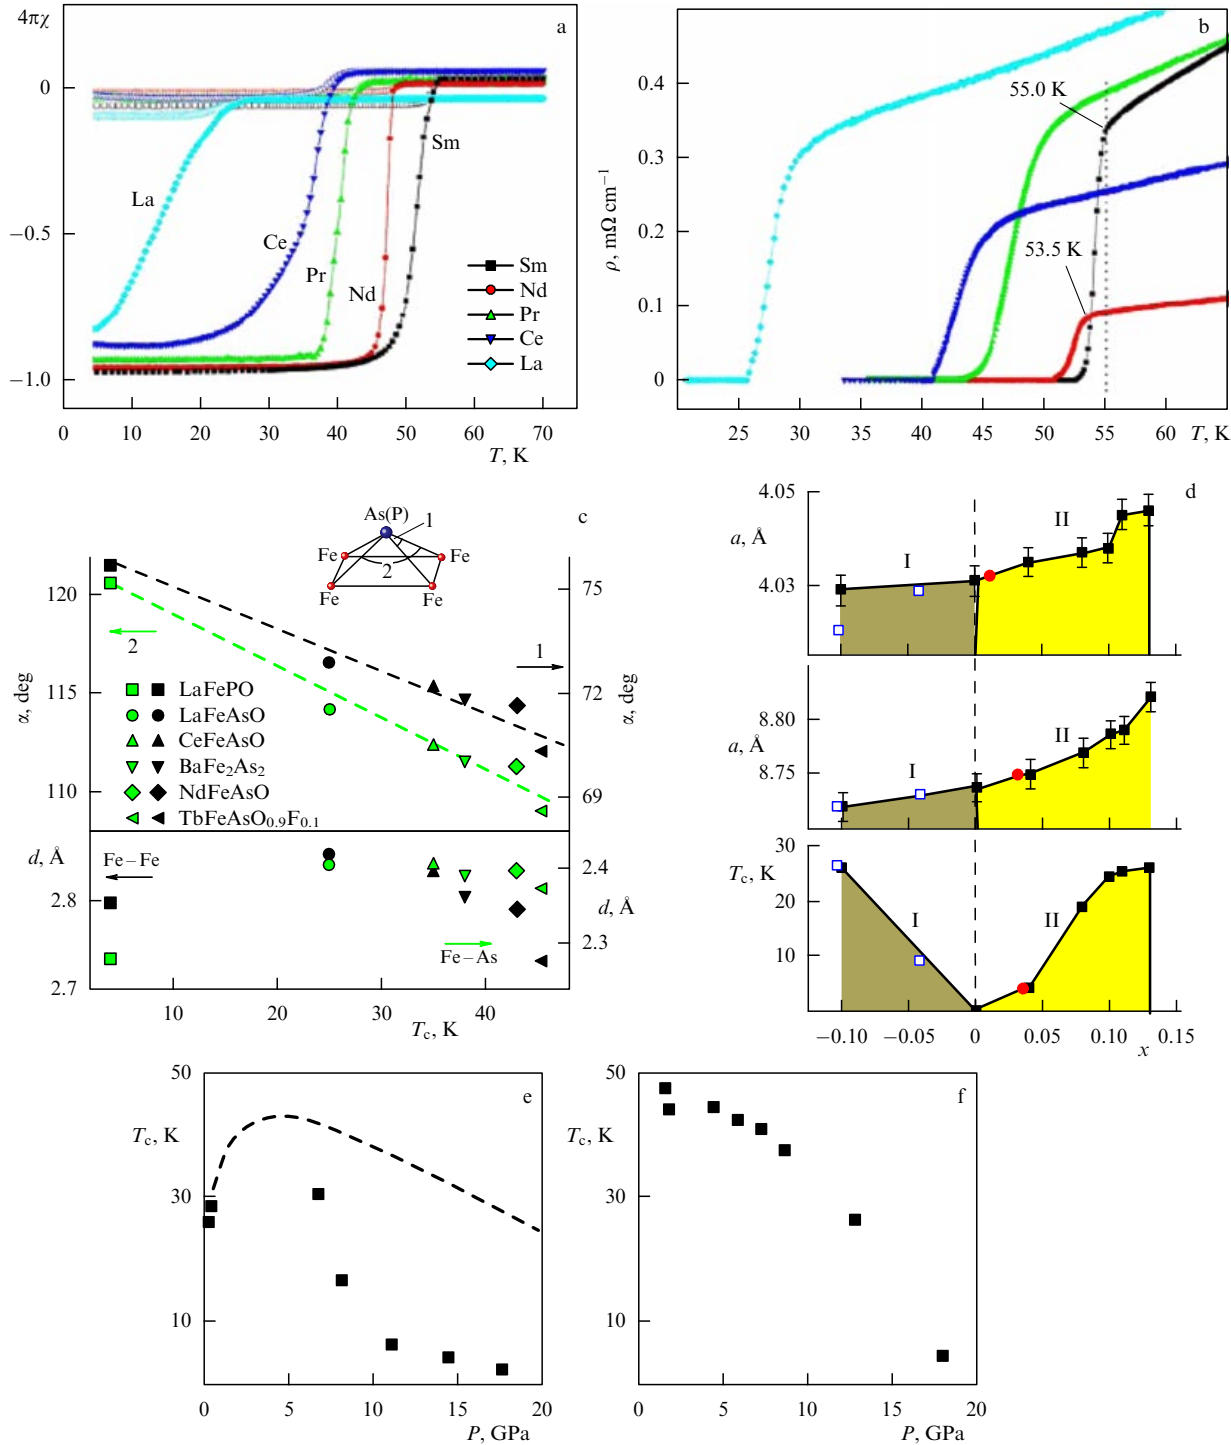 4πχ
a
0
−0.5
−1.0
La
Ce
Pr
Nd
Sm
Sm
Nd
Pr
Ce
La
0 10 20 30 40 50 60 70
T, K
b
0.4
0.3
0.2
0.1
0
ρ, mΩ cm⁻¹
55.0 K
53.5 K
25 30 35 40 45 50 55 60 T, K
c
As(P)
1
Fe Fe
2
Fe Fe
120
115
110
α, deg
2
1
75
72
69
α, deg
LaFePO
LaFeAsO
CeFeAsO
BaFe₂As₂
NdFeAsO
TbFeAsO₀.₉F₀.₁
d, Å
Fe–Fe
2.8
2.7
2.4
d, Å
2.3
Fe–As
10 20 30 40
T_c, K
d
4.05
a, Å
4.03
I
II
8.80
a, Å
8.75
I
II
30
T_c, K
20
10
I
II
−0.10 −0.05 0 0.05 0.10 0.15
x
e
50
T_c, K
30
10
0 5 10 15 20
P, GPa
f
50
T_c, K
30
10
0 5 10 15 20
P, GPa